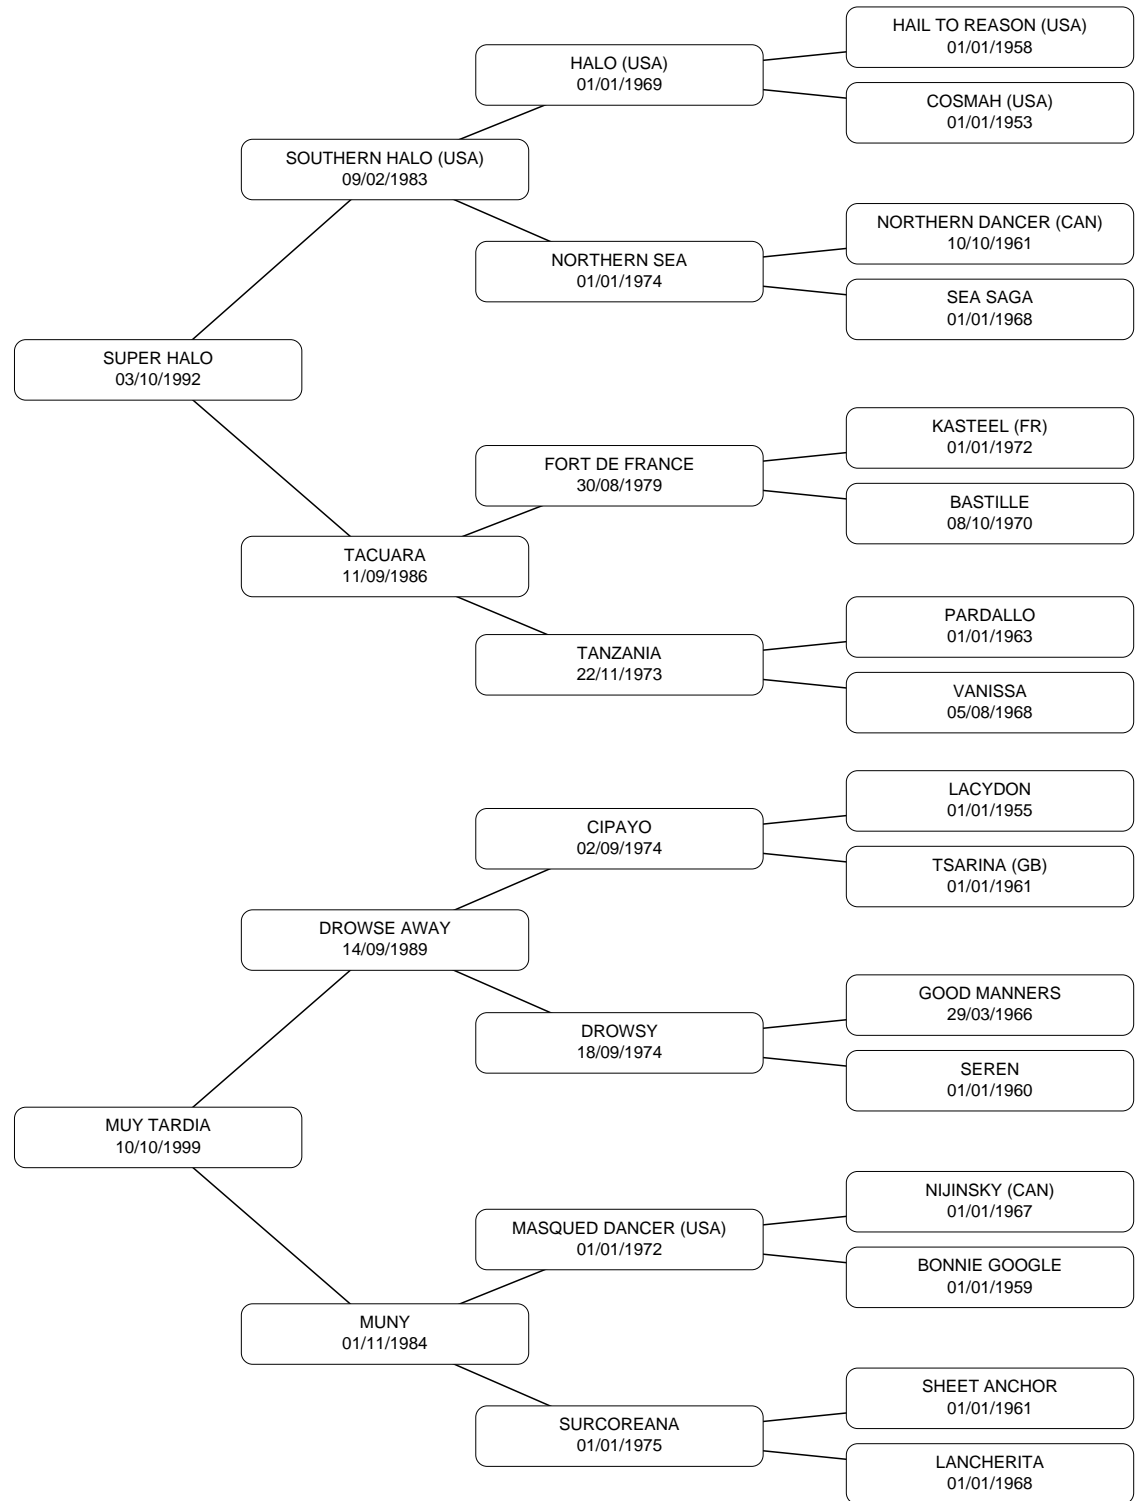 HAIL TO REASON (USA)
01/01/1958
HALO (USA)
01/01/1969
COSMAH (USA)
01/01/1953
SOUTHERN HALO (USA)
09/02/1983
NORTHERN DANCER (CAN)
10/10/1961
NORTHERN SEA
01/01/1974
SEA SAGA
01/01/1968
SUPER HALO
03/10/1992
KASTEEL (FR)
01/01/1972
FORT DE FRANCE
30/08/1979
BASTILLE
08/10/1970
TACUARA
11/09/1986
PARDALLO
01/01/1963
TANZANIA
22/11/1973
VANISSA
05/08/1968
LACYDON
01/01/1955
CIPAYO
02/09/1974
TSARINA (GB)
01/01/1961
DROWSE AWAY
14/09/1989
GOOD MANNERS
29/03/1966
DROWSY
18/09/1974
SEREN
01/01/1960
MUY TARDIA
10/10/1999
NIJINSKY (CAN)
01/01/1967
MASQUED DANCER (USA)
01/01/1972
BONNIE GOOGLE
01/01/1959
MUNY
01/11/1984
SHEET ANCHOR
01/01/1961
SURCOREANA
01/01/1975
LANCHERITA
01/01/1968